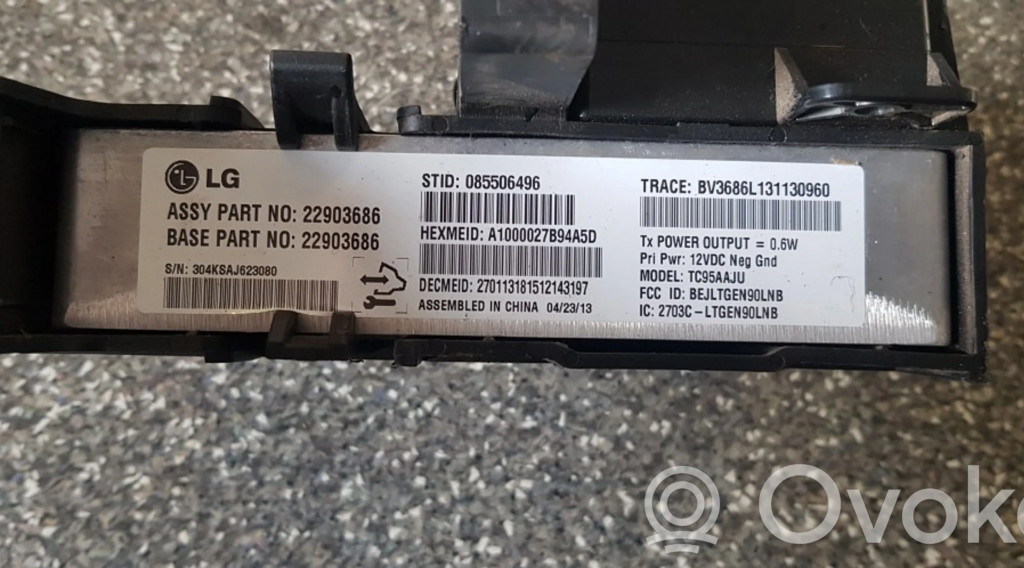 LG
ASSY PART NO: 22903686
BASE PART NO: 22903686
S/N: 304KSAJ623080
STID: 085506496
HEXMEID: A1000027B94A5D
DECMEID: 270113181512143197
ASSEMBLED IN CHINA 04/23/13
TRACE: BV3686L131130960
Tx POWER OUTPUT = 0.6W
Pri Pwr: 12VDC Neg Gnd
MODEL: TC95AAJU
FCC ID: BEJLTGEN90LNB
IC: 2703C-LTGEN90LNB
Ovoko